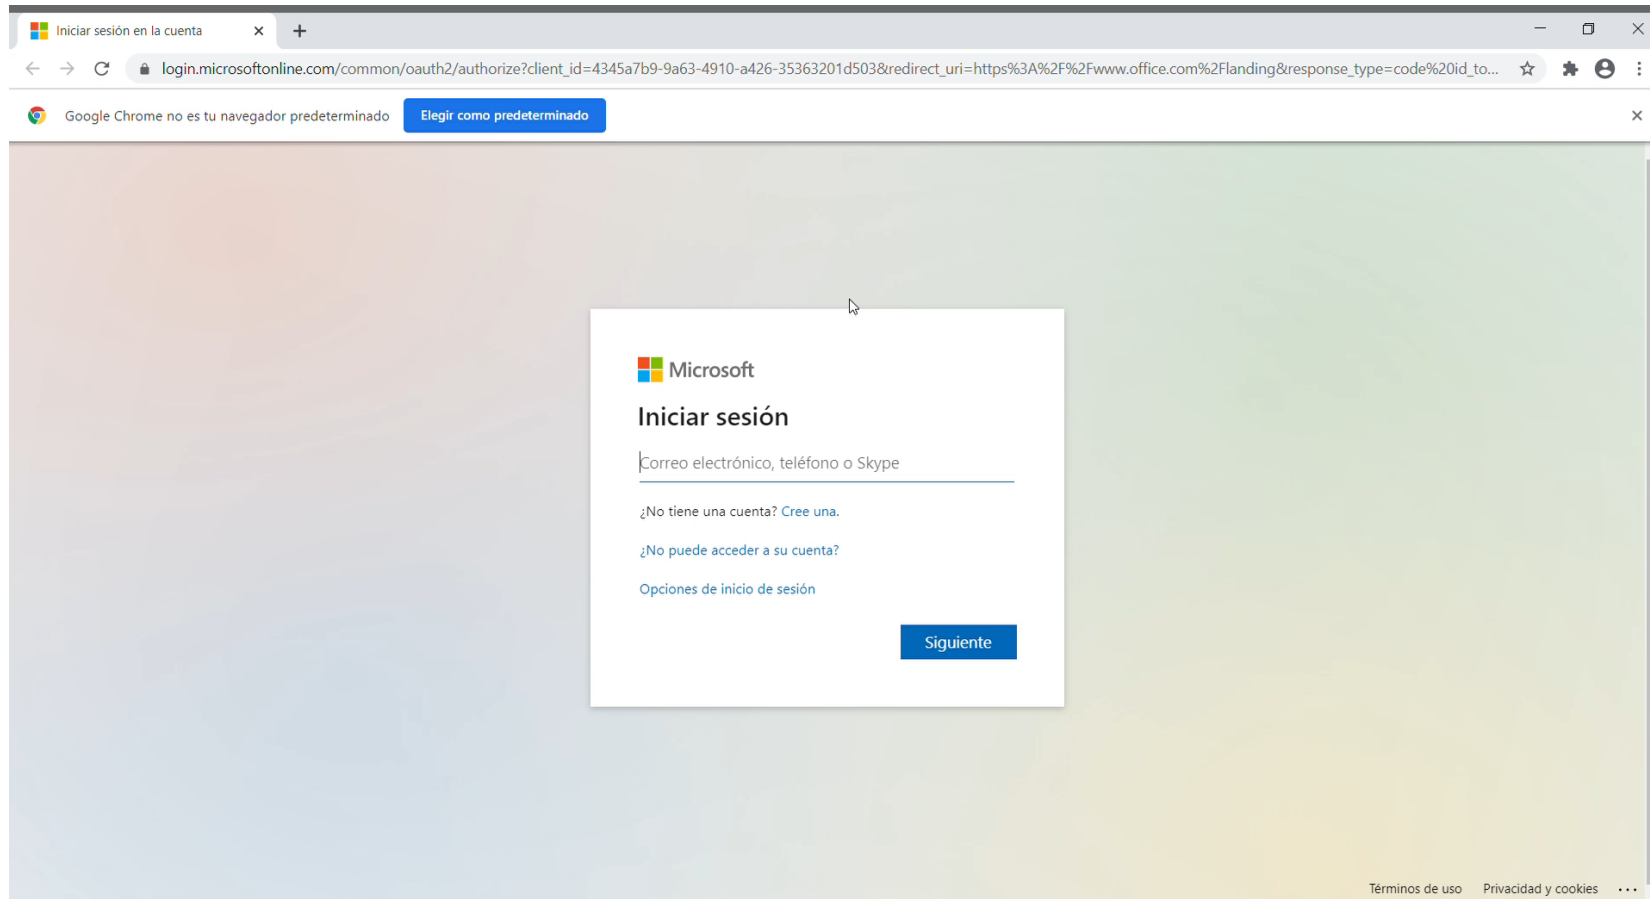 Iniciar sesión en la cuenta
login.microsoftonline.com/common/oauth2/authorize?client_id=4345a7b9-9a63-4910-a426-35363201d503&redirect_uri=https%3A%2F%2Fwww.office.com%2Flanding&response_type=code%20id_to...
Google Chrome no es tu navegador predeterminado Elegir como predeterminado
Microsoft
Iniciar sesión
Correo electrónico, teléfono o Skype
¿No tiene una cuenta? Cree una.
¿No puede acceder a su cuenta?
Opciones de inicio de sesión
Siguiente
Términos de uso Privacidad y cookies ...